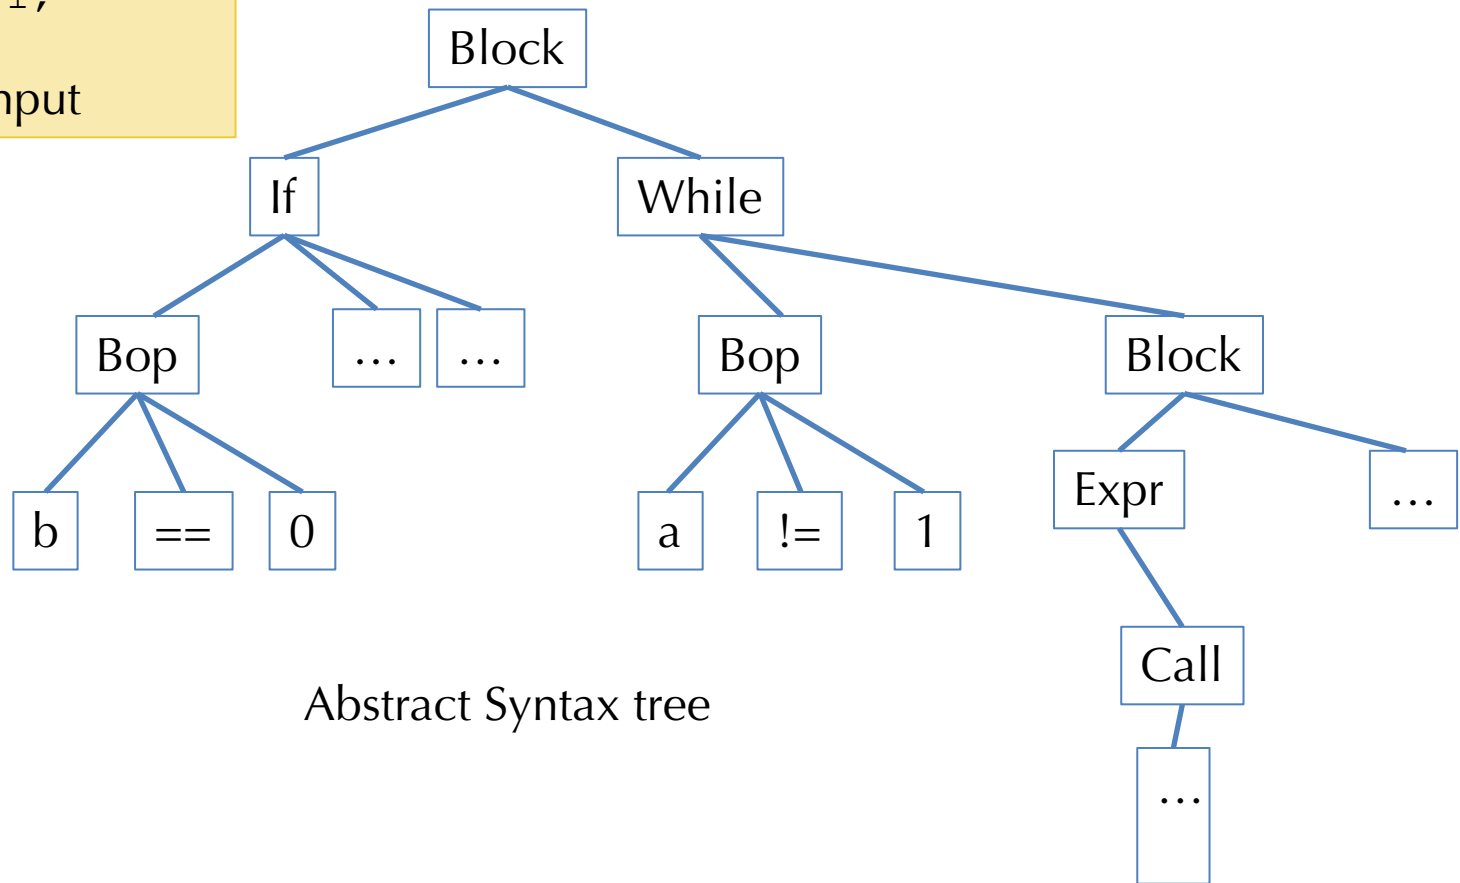 Block
If
While
Bop
…
…
Bop
Block
b
==
0
a
!=
1
Expr
…
Call
Abstract Syntax tree
…